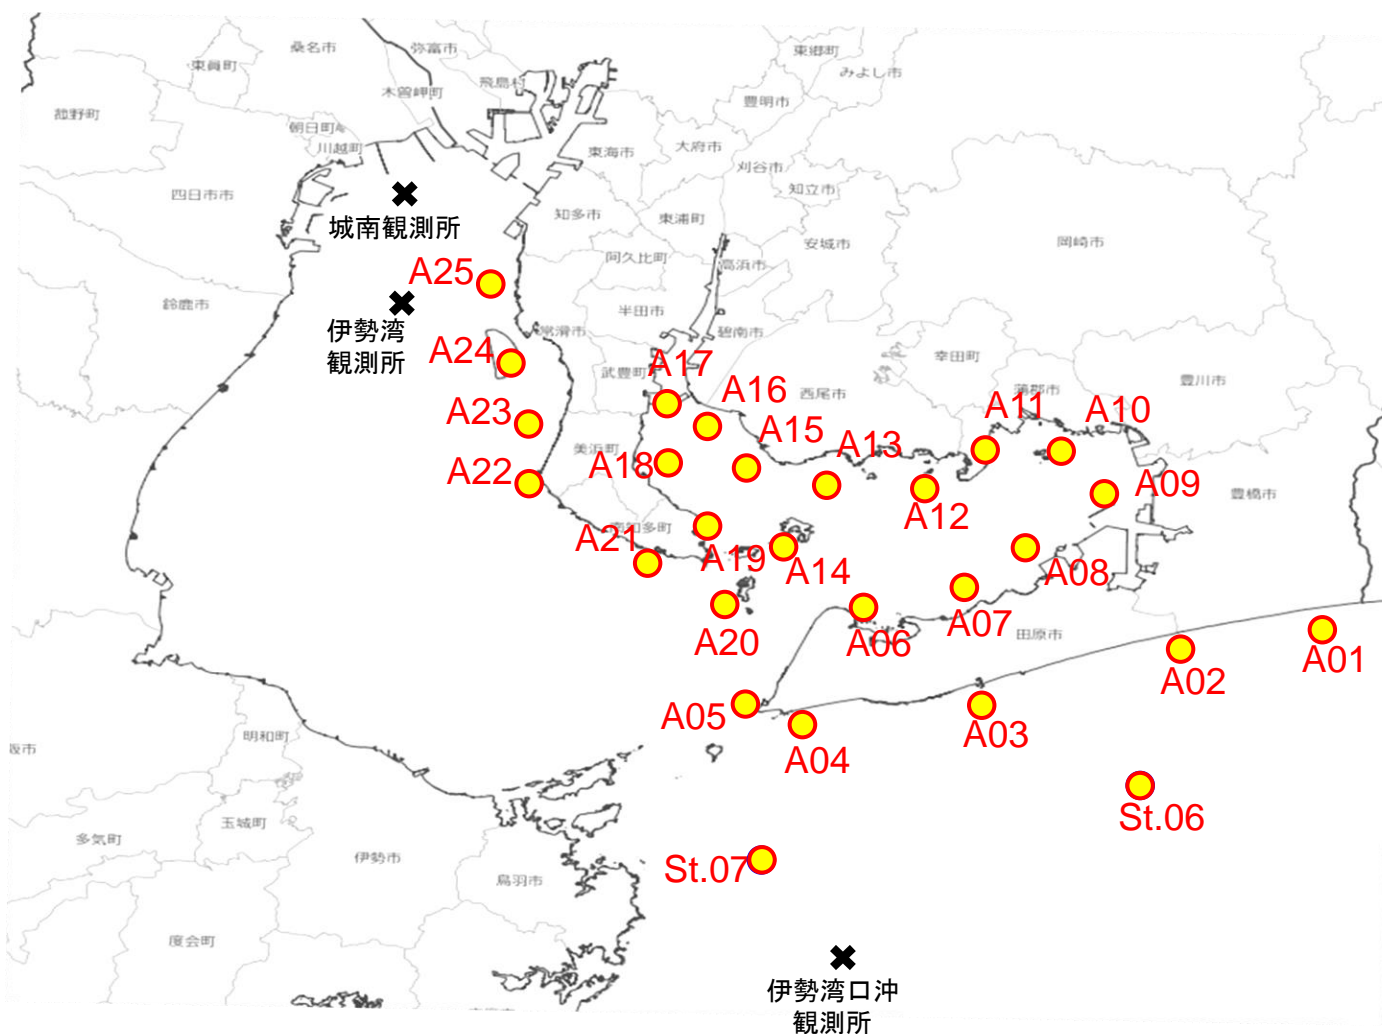 桑名市
弥富市
東郷町
東員町
みよし市
飛島村
木曽岬町
豊明市
菰野町
朝日町
川越町
東海市
大府市
刈谷市
四日市市
知立市
城南観測所
知多市
東浦町
安城市
岡崎市
阿久比町
高浜市
A25
鈴鹿市
半田市
伊勢湾
観測所
常滑市
碧南市
A24
幸田町
武豊町
A17
西尾市
蒲郡市
豊川市
A16
A11
A10
A23
A15
美浜町
A18
A13
A22
A09
豊橋市
A12
南知多町
A21
A19
A14
A08
A20
A06
A07
田原市
A01
A02
A05
A03
明和町
阪市
A04
St.06
玉城町
多気町
伊勢市
St.07
鳥羽市
度会町
伊勢湾口沖
観測所